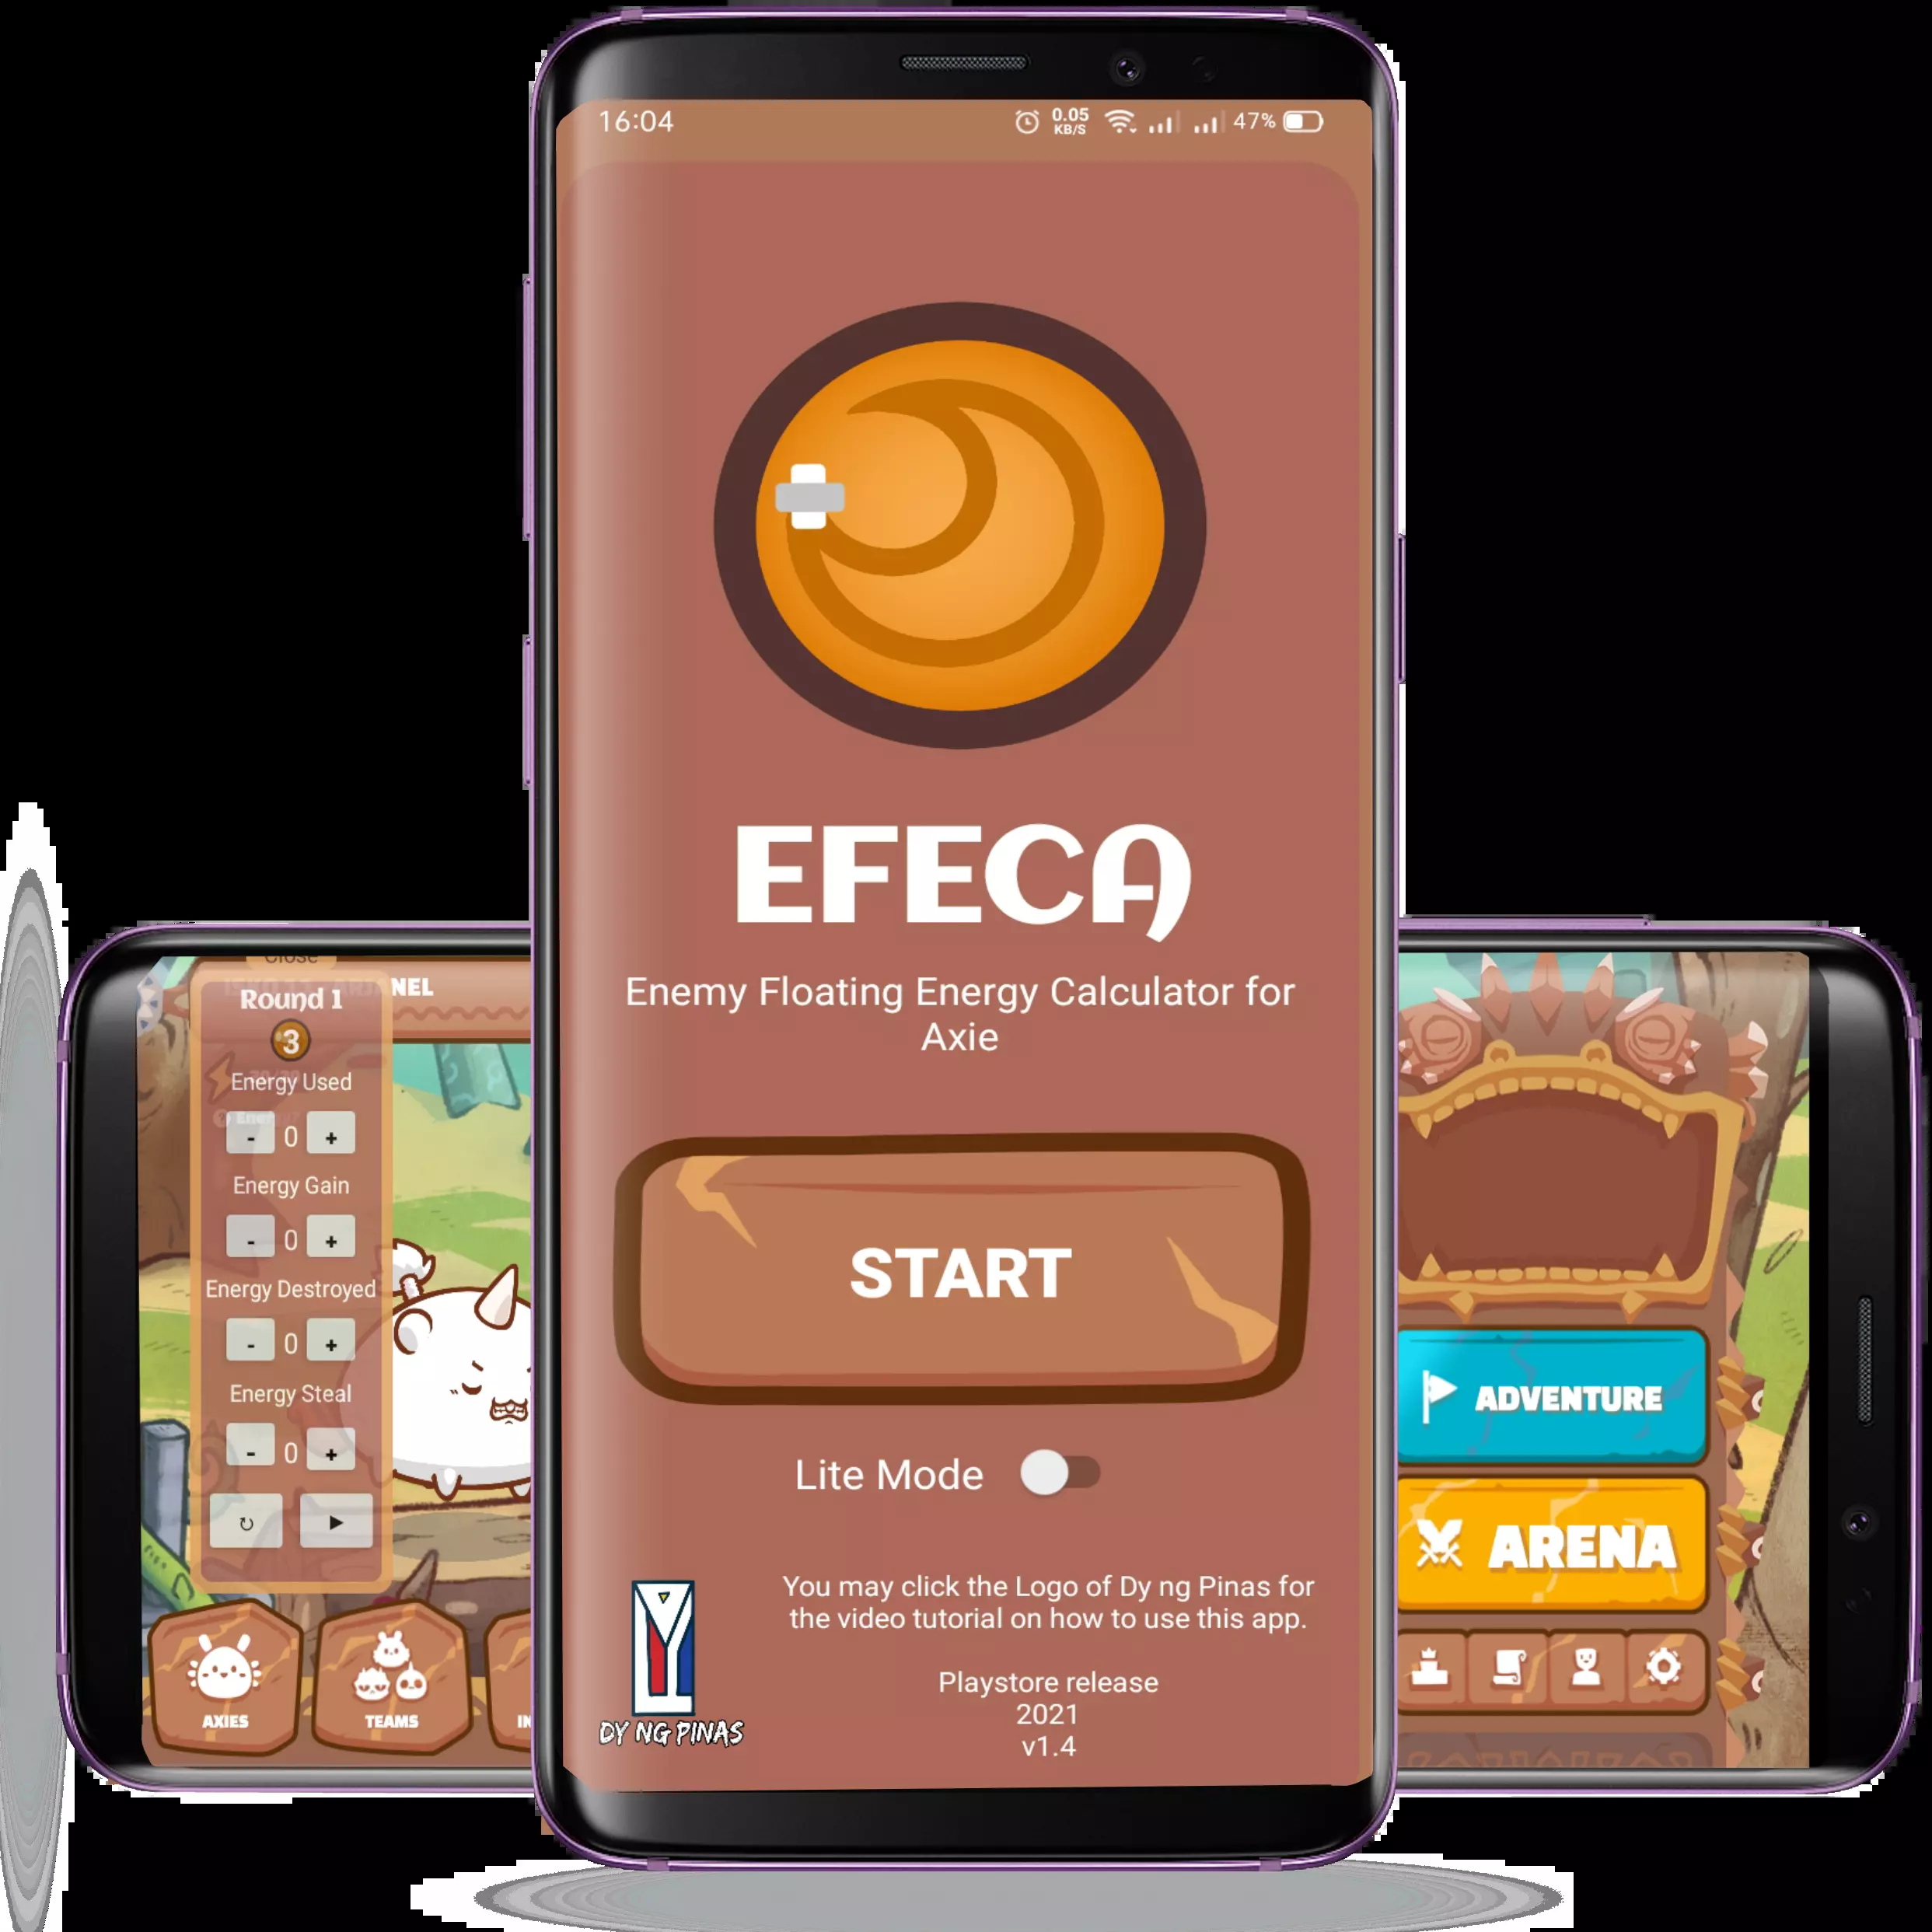 16:04
0.05
KB/S
47%
EFECA
Enemy Floating Energy Calculator for
Axie
START
Lite Mode
You may click the Logo of Dy ng Pinas for
the video tutorial on how to use this app.
DY NG PINAS
Playstore release
2021
v1.4
Close
NEL
Round 1
3
Energy Used
- 0 +
Energy Gain
- 0 +
Energy Destroyed
- 0 +
Energy Steal
- 0 +
AXIES
TEAMS
IN
ADVENTURE
ARENA